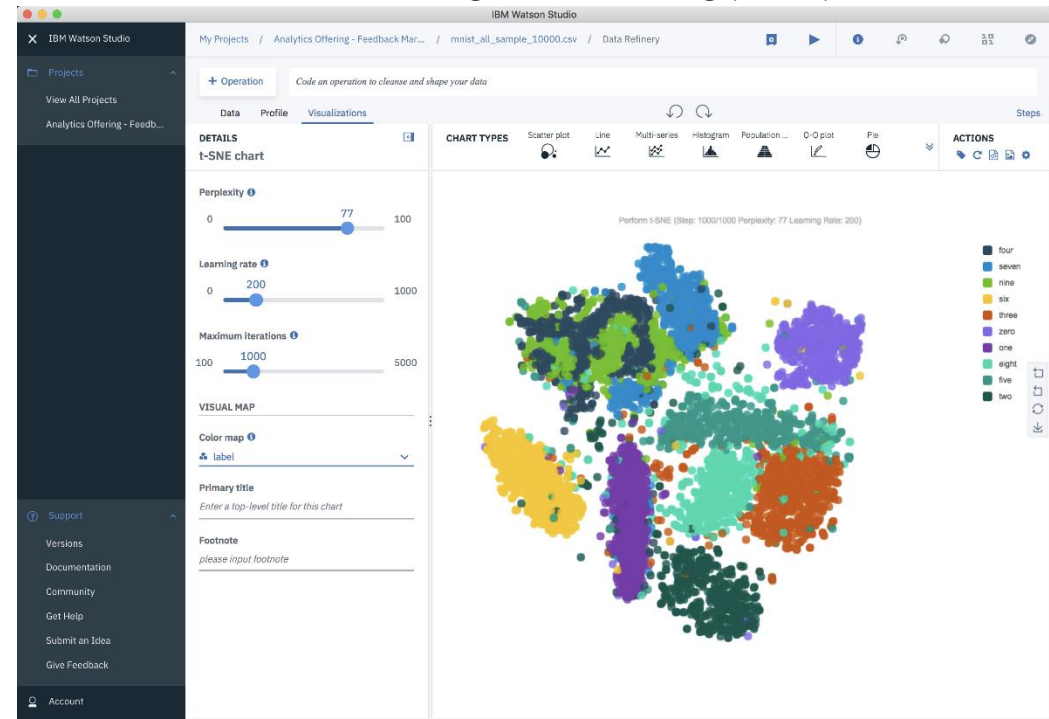 IBM Watson Studio
IBM Watson Studio
My Projects / Analytics Offering - Feedback Mar... / mnist_all_sample_10000.csv / Data Refinery
Projects
View All Projects
Analytics Offering - Feedb...
+ Operation
Code an operation to cleanse and shape your data
Data Profile Visualizations
Steps
DETAILS
t-SNE chart
CHART TYPES
Scatter plot Line Multi-series Histogram Population ... Q-Q plot Pie
ACTIONS
Perplexity
0 77 100
Learning rate
0 200 1000
Maximum iterations
100 1000 5000
VISUAL MAP
Color map
label
Primary title
Enter a top-level title for this chart
Footnote
please input footnote
Perform t-SNE (Step: 1000/1000 Perplexity: 77 Learning Rate: 200)
four
seven
nine
six
three
zero
one
eight
five
two
Support
Versions
Documentation
Community
Get Help
Submit an Idea
Give Feedback
Account